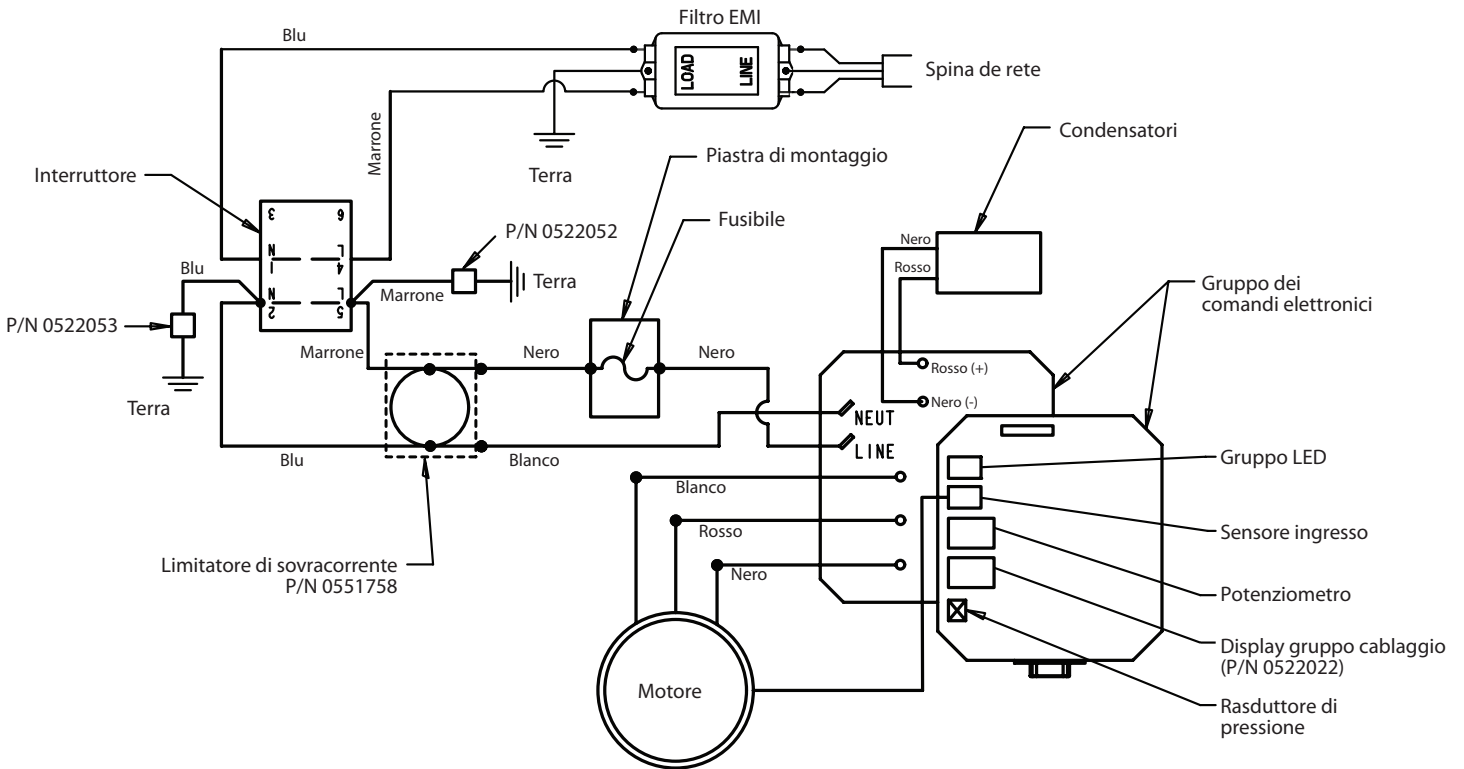 Filtro EMI
Blu
LOAD
LINE
Spina de rete
Marrone
Terra
Condensatori
Piastra di montaggio
Interruttore
Fusibile
3
6
P/N 0522052
Nero
N
L
1
4
Blu
Rosso
Terra
Marrone
Gruppo dei
comandi elettronici
N
L
2
5
P/N 0522053
Marrone
Nero
Nero
Rosso (+)
Terra
Nero (-)
NEUT
LINE
Blu
Blanco
Gruppo LED
Blanco
Rosso
Sensore ingresso
Limitatore di sovracorrente
P/N 0551758
Nero
Potenziometro
Display gruppo cablaggio
(P/N 0522022)
Motore
Rasduttore di
pressione